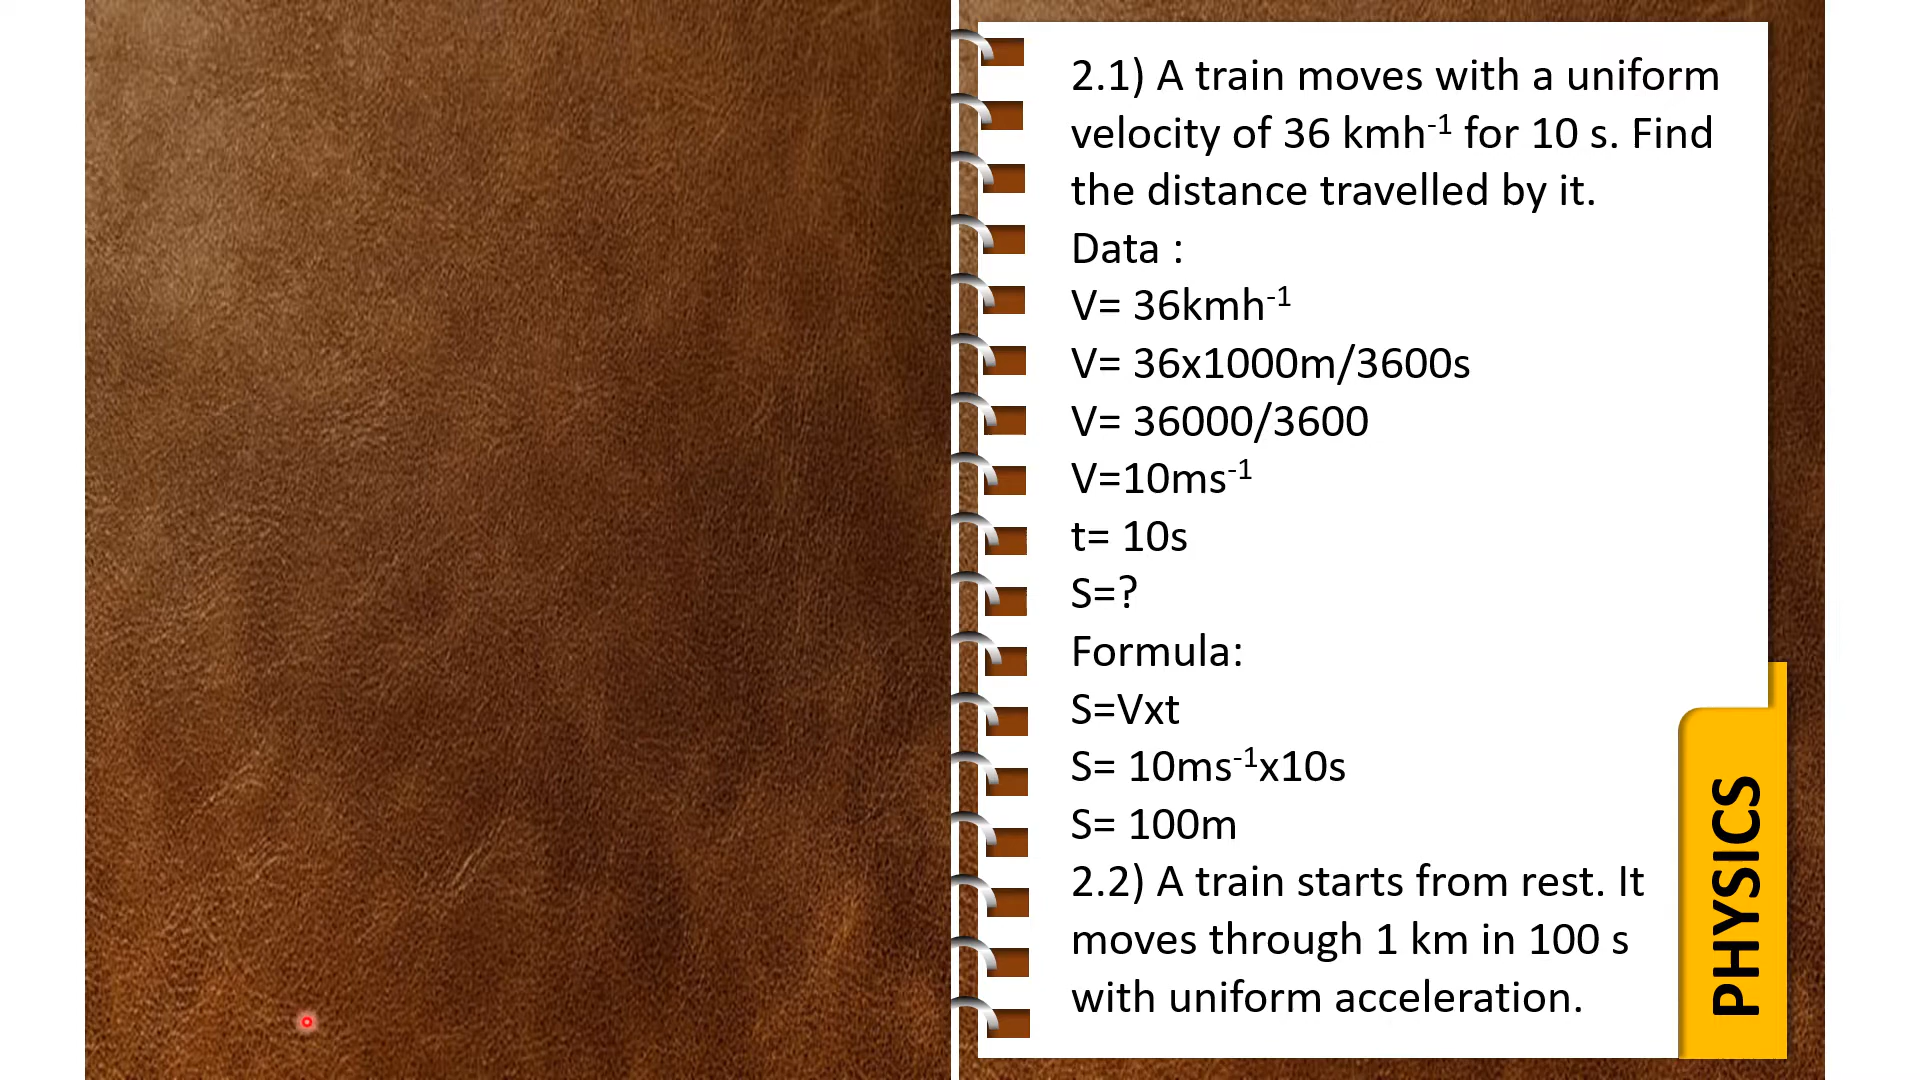 2.1) A train moves with a uniform
velocity of 36 kmh⁻¹ for 10 s. Find
the distance travelled by it.
Data :
V= 36kmh⁻¹
V= 36x1000m/3600s
V= 36000/3600
V=10ms⁻¹
t= 10s
S=?
Formula:
S=Vxt
S= 10ms⁻¹x10s
S= 100m
2.2) A train starts from rest. It
moves through 1 km in 100 s
with uniform acceleration.
PHYSICS